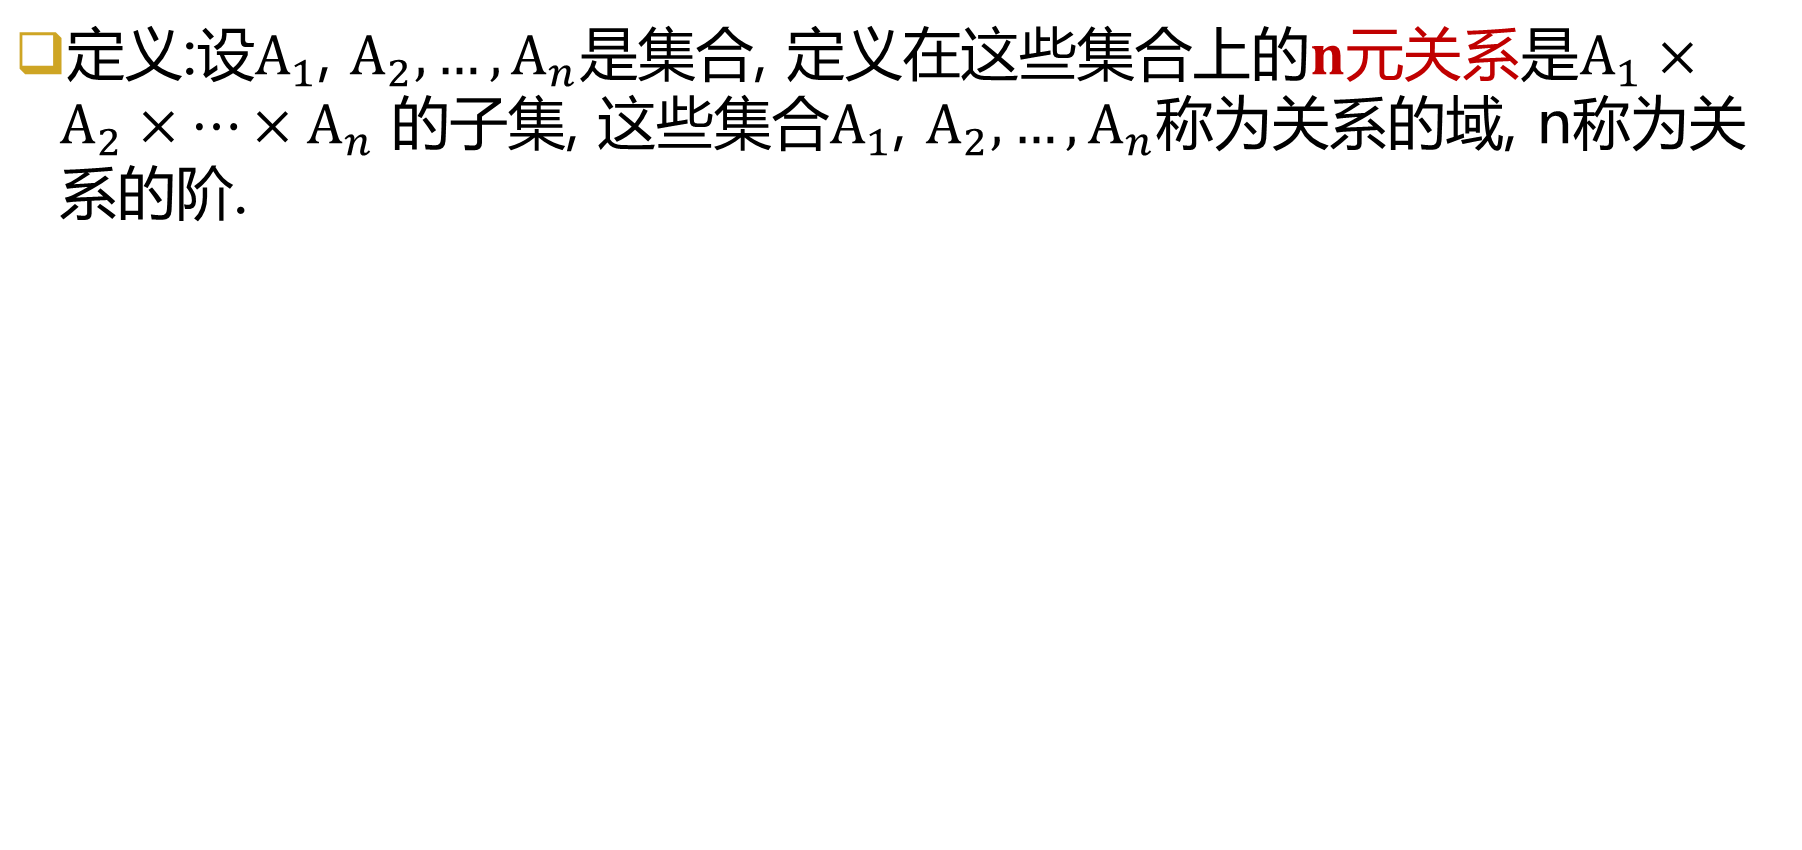 ❑定义:设A₁, A₂, … , Aₙ是集合, 定义在这些集合上的n元关系是A₁ ×
A₂ × ⋯ × Aₙ 的子集, 这些集合A₁, A₂, … , Aₙ称为关系的域, n称为关
系的阶.